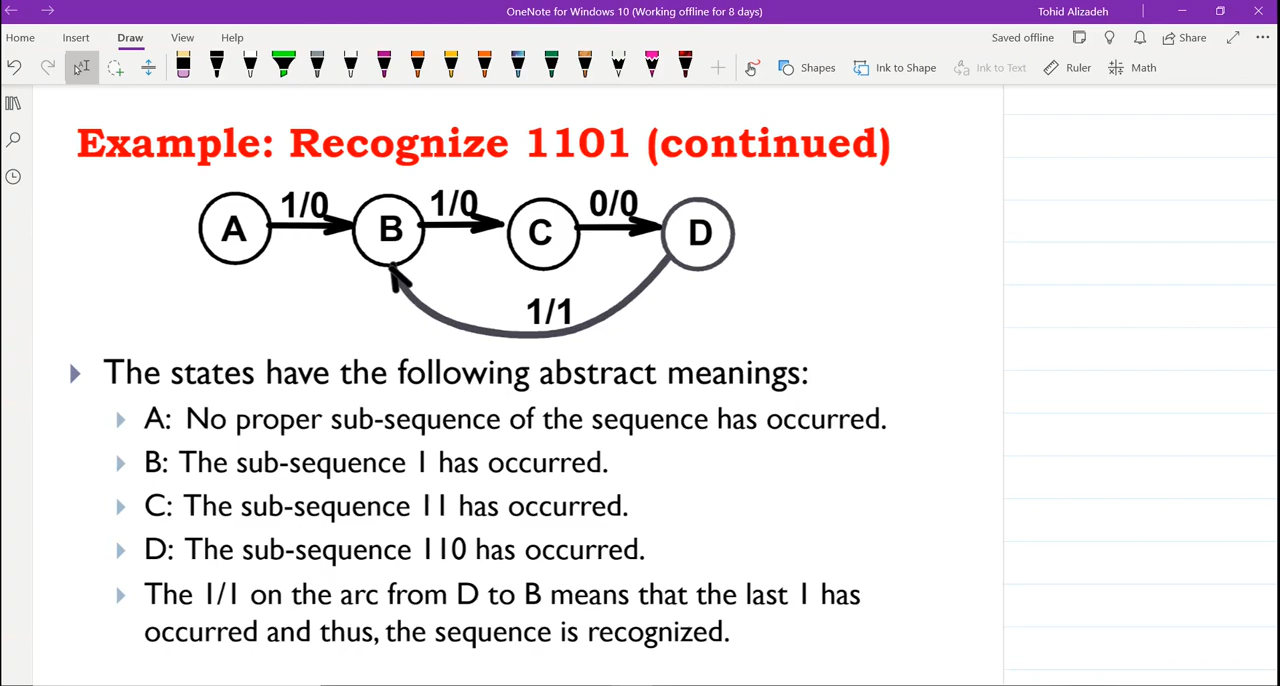 OneNote for Windows 10 (Working offline for 8 days)
Tohid Alizadeh
Home Insert Draw View Help
Saved offline
Share
Shapes
Ink to Shape
Ink to Text
Ruler
Math
Example: Recognize 1101 (continued)
1/0 1/0 0/0
A B C D
1/1
The states have the following abstract meanings:
A: No proper sub-sequence of the sequence has occurred.
B: The sub-sequence 1 has occurred.
C: The sub-sequence 11 has occurred.
D: The sub-sequence 110 has occurred.
The 1/1 on the arc from D to B means that the last 1 has
occurred and thus, the sequence is recognized.